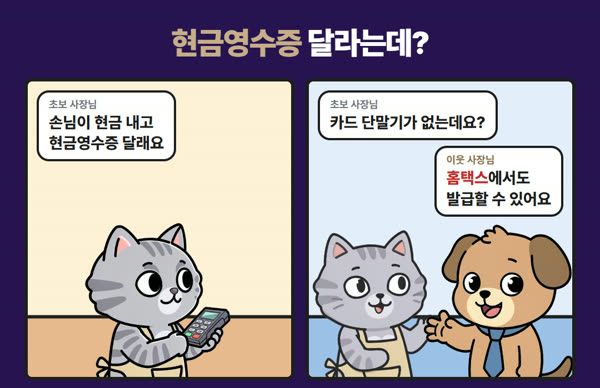 현금영수증 달라는데?
초보 사장님
손님이 현금 내고
현금영수증 달래요
초보 사장님
카드 단말기가 없는데요?
이웃 사장님
홈택스에서도
발급할 수 있어요